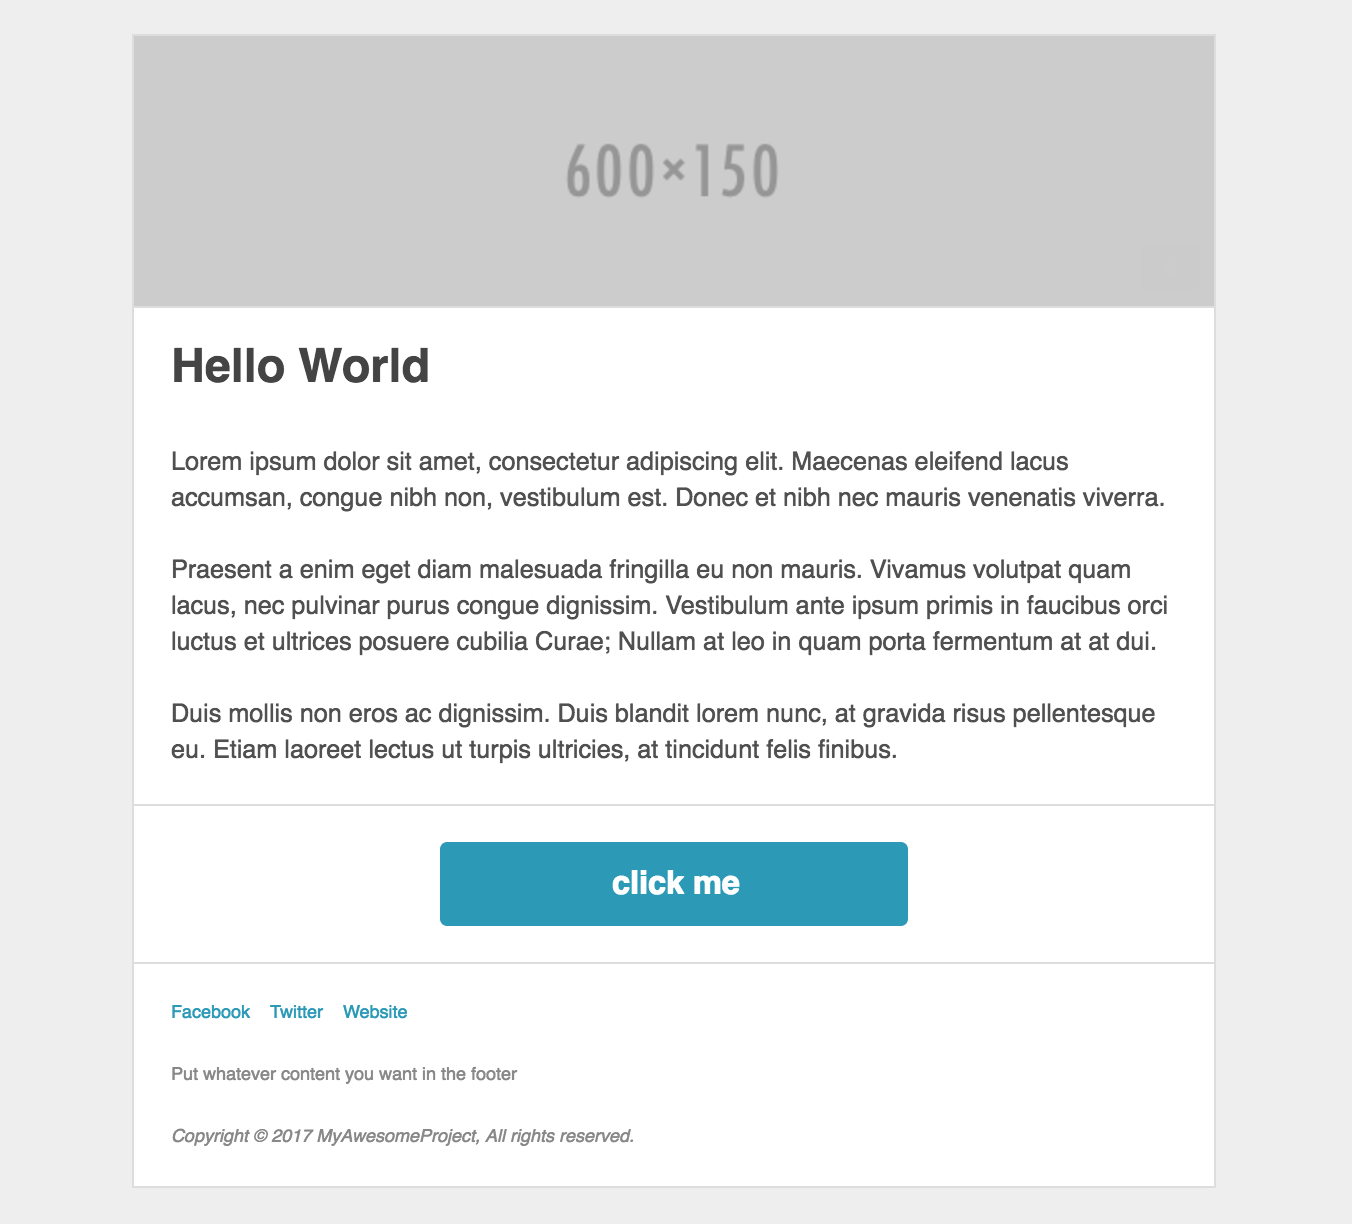 600×150
Hello World
Lorem ipsum dolor sit amet, consectetur adipiscing elit. Maecenas eleifend lacus
accumsan, congue nibh non, vestibulum est. Donec et nibh nec mauris venenatis viverra.
Praesent a enim eget diam malesuada fringilla eu non mauris. Vivamus volutpat quam
lacus, nec pulvinar purus congue dignissim. Vestibulum ante ipsum primis in faucibus orci
luctus et ultrices posuere cubilia Curae; Nullam at leo in quam porta fermentum at at dui.
Duis mollis non eros ac dignissim. Duis blandit lorem nunc, at gravida risus pellentesque
eu. Etiam laoreet lectus ut turpis ultricies, at tincidunt felis finibus.
click me
Facebook Twitter Website
Put whatever content you want in the footer
Copyright © 2017 MyAwesomeProject, All rights reserved.